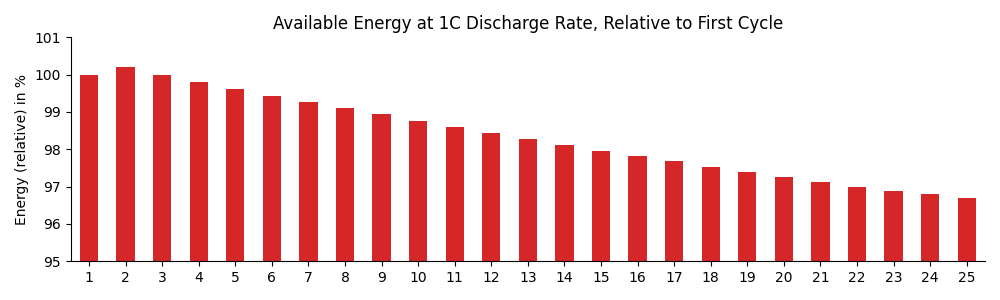 Available Energy at 1C Discharge Rate, Relative to First Cycle
Energy (relative) in %
101
100
99
98
97
96
95
1 2 3 4 5 6 7 8 9 10 11 12 13 14 15 16 17 18 19 20 21 22 23 24 25